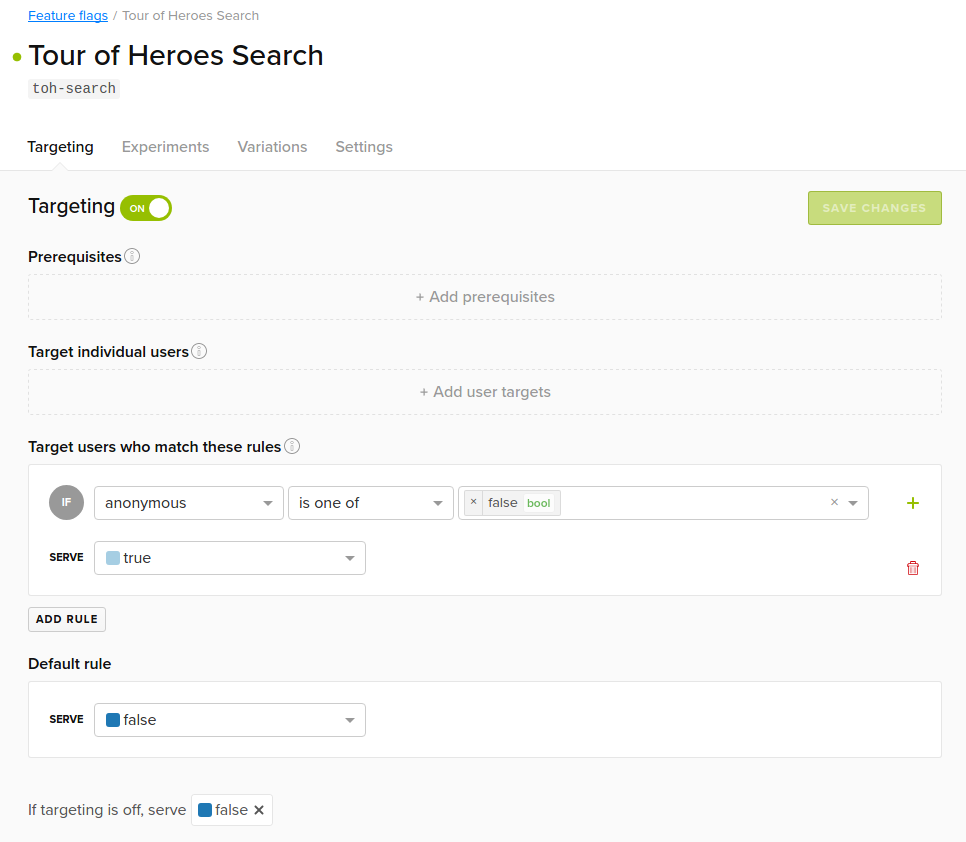 Feature flags / Tour of Heroes Search
Tour of Heroes Search
toh-search
Targeting Experiments Variations Settings
Targeting ON SAVE CHANGES
Prerequisites
+ Add prerequisites
Target individual users
+ Add user targets
Target users who match these rules
IF anonymous is one of × false bool × +
SERVE true
ADD RULE
Default rule
SERVE false
If targeting is off, serve false ×